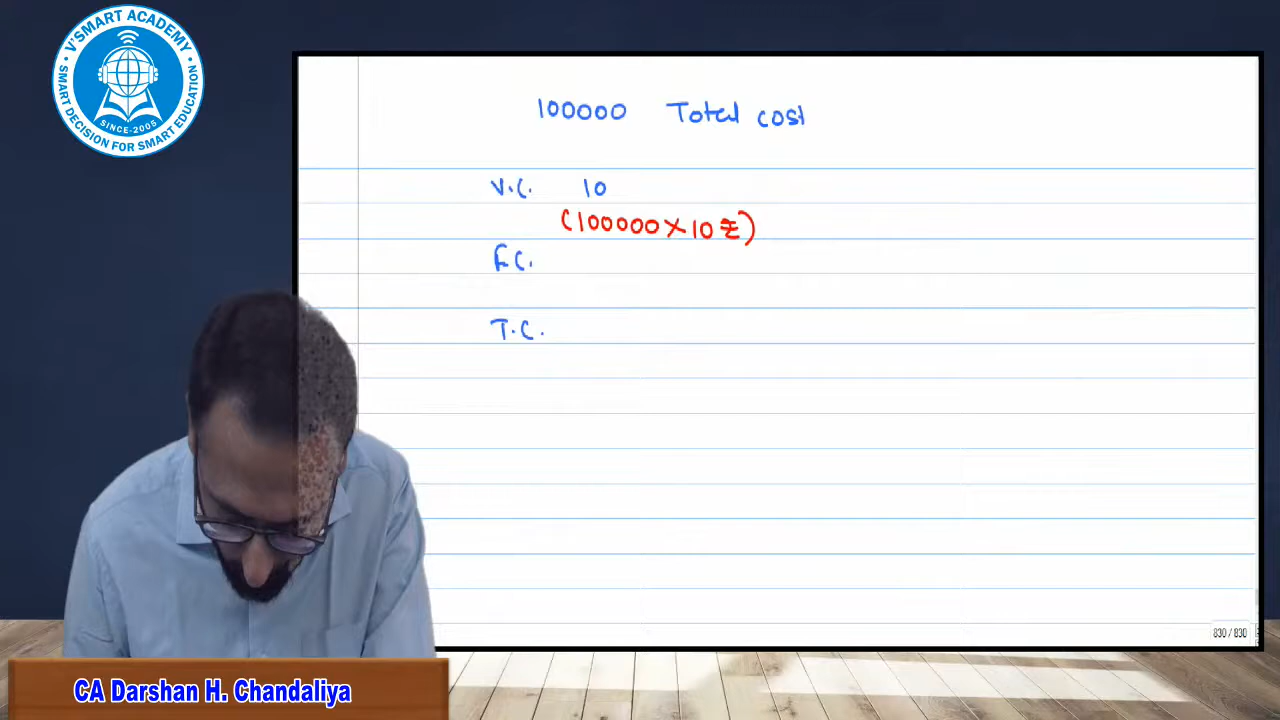 V'SMART ACADEMY
SMART DECISION FOR SMART EDUCATION
SINCE-2005
100000 Total cost
V.C. 10
(100000 × 10 ₹)
F.C.
T.C.
830 / 830
CA Darshan H. Chandaliya